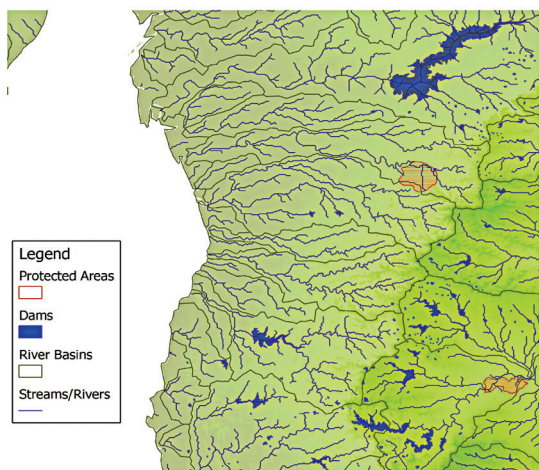 Legend
Protected Areas
Dams
River Basins
Streams/Rivers